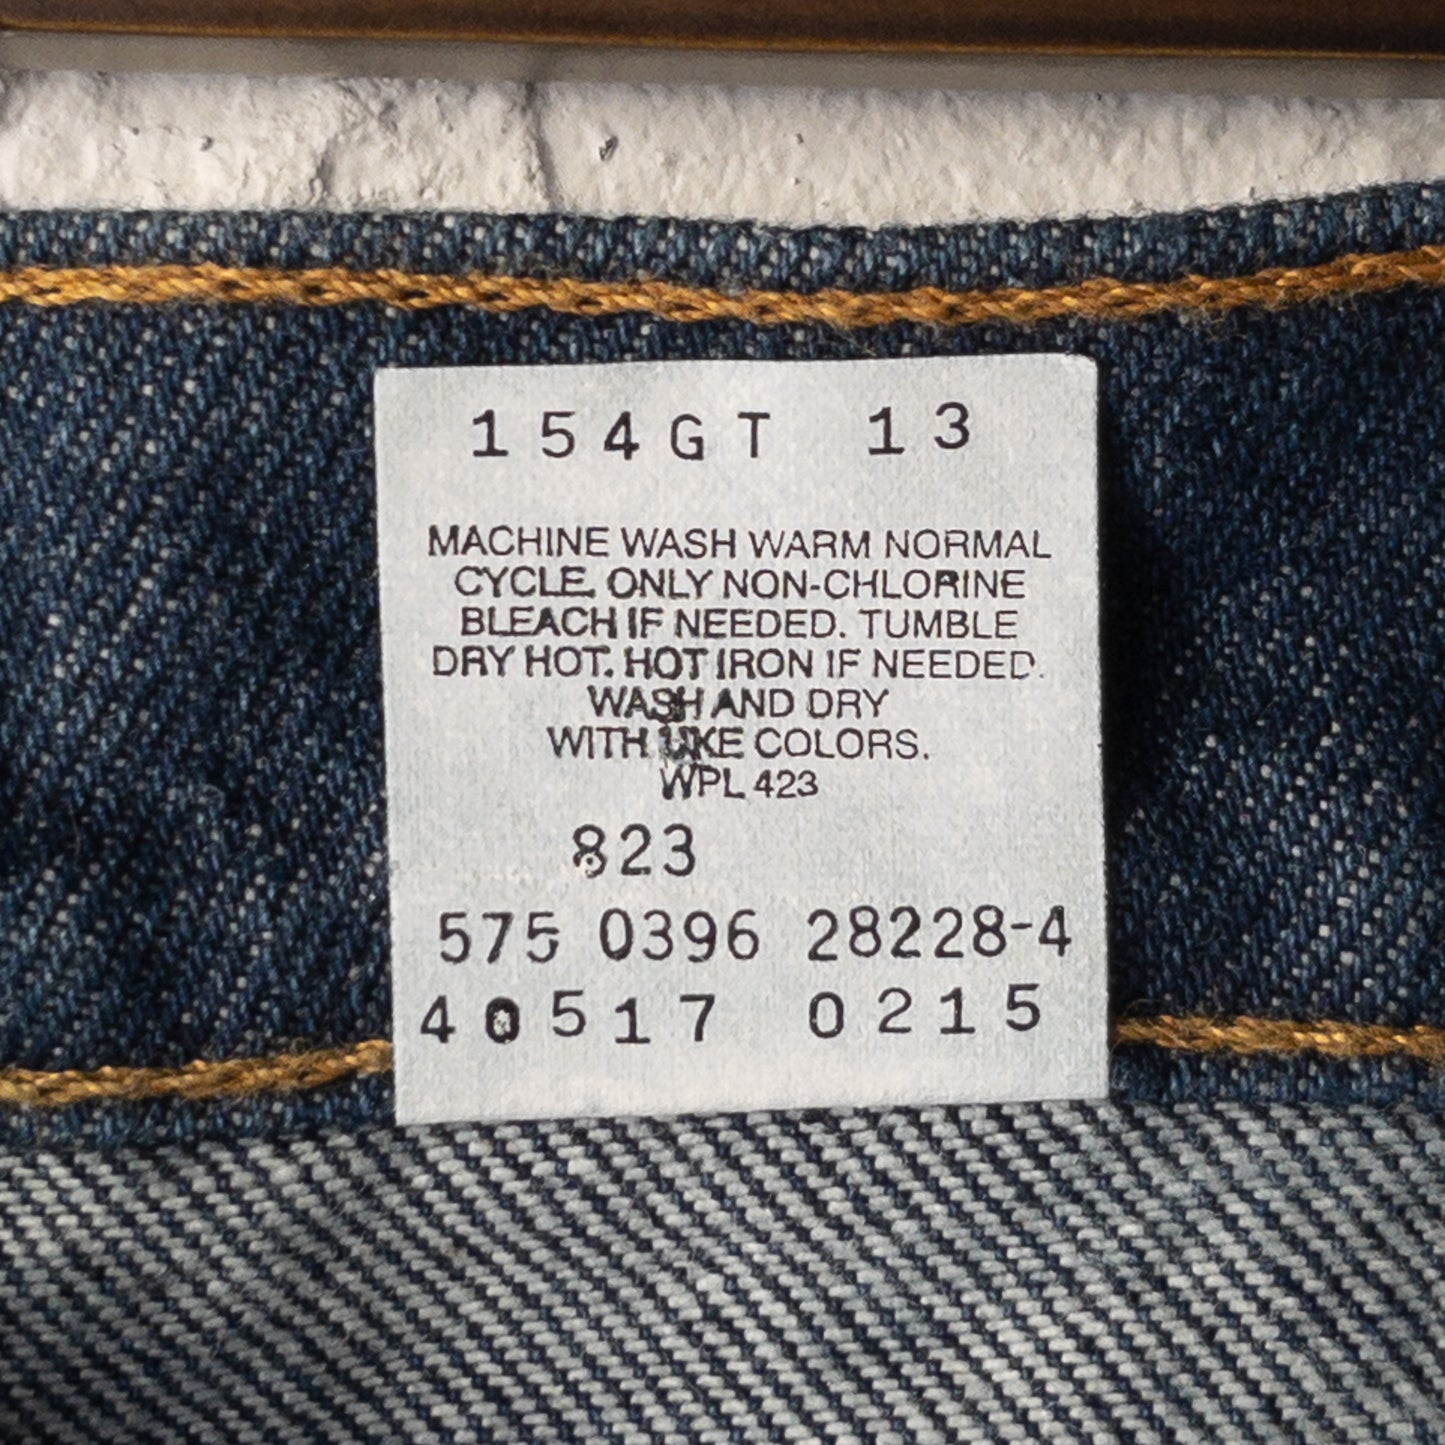 154GT 13
MACHINE WASH WARM NORMAL
CYCLE. ONLY NON-CHLORINE
BLEACH IF NEEDED. TUMBLE
DRY HOT. HOT IRON IF NEEDED.
WASH AND DRY
WITH LIKE COLORS.
WPL 423
823
575 0396 28228-4
40517 0215